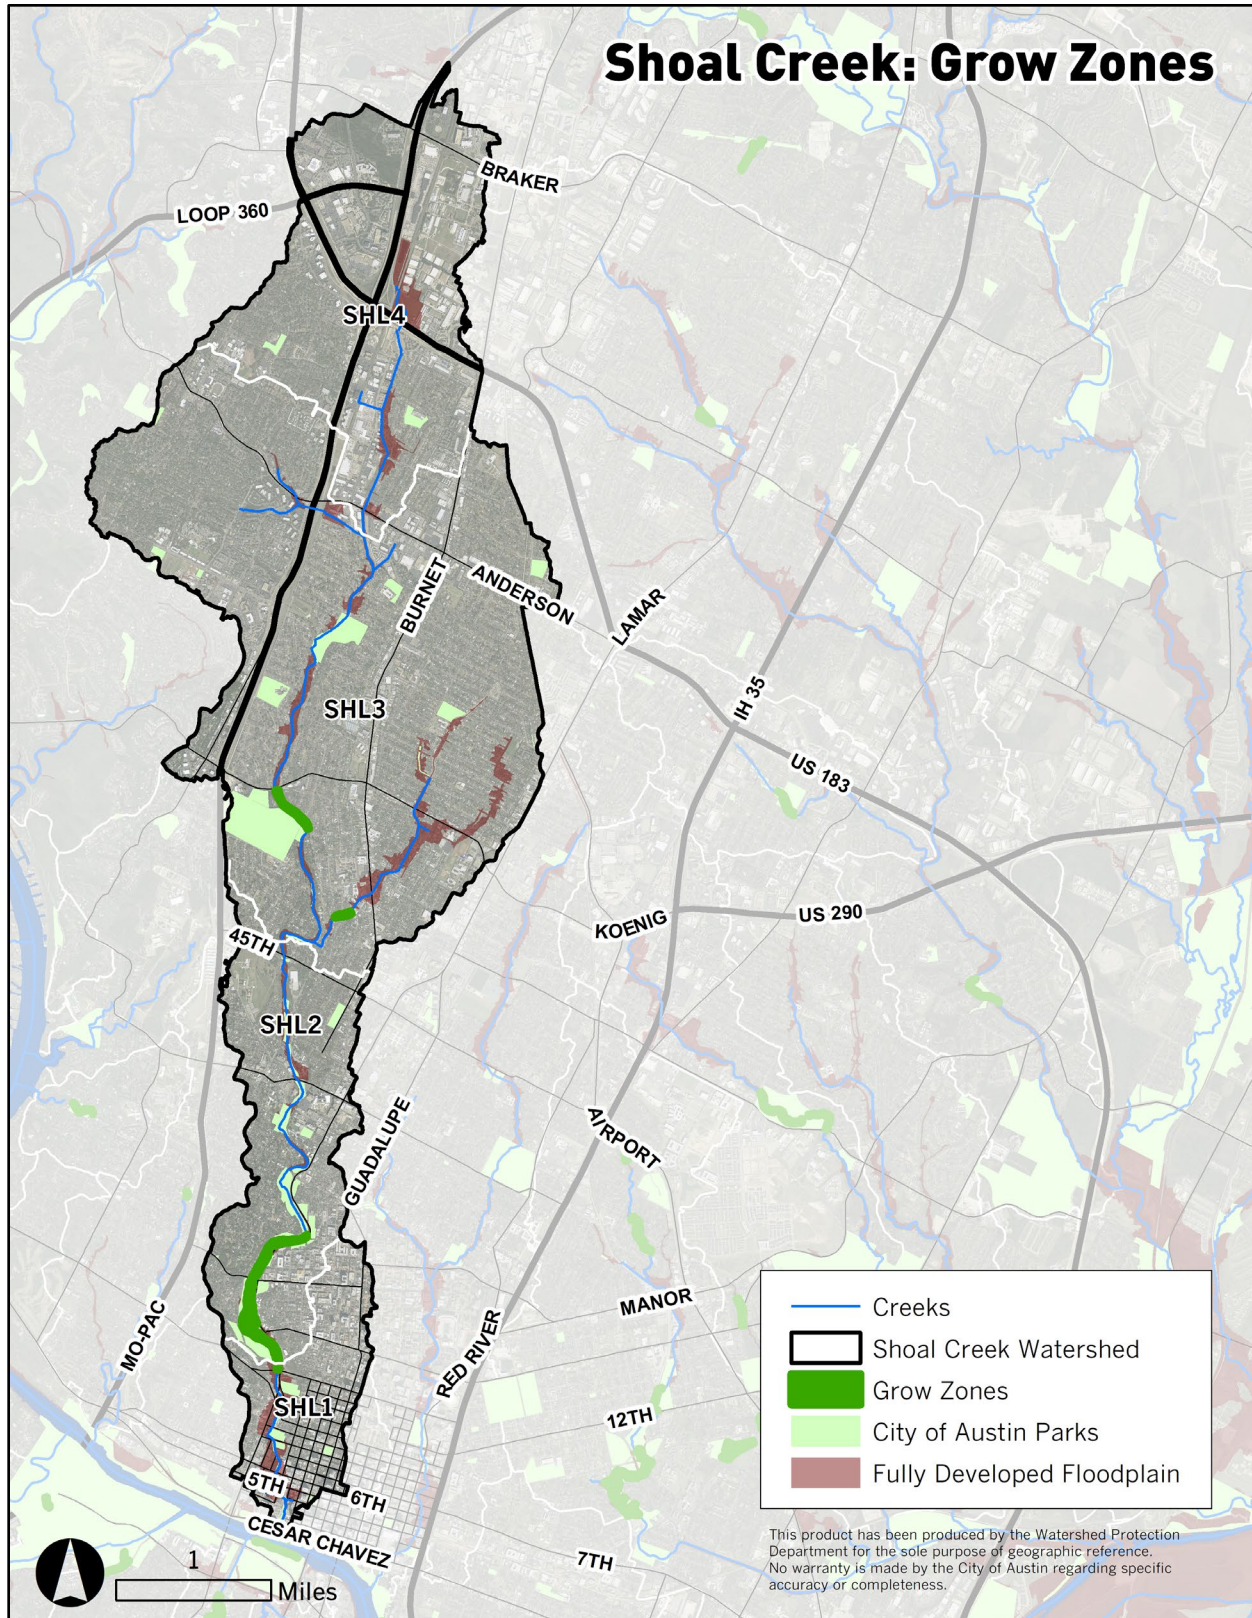 Shoal Creek: Grow Zones
BRAKER
LOOP 360
SHL4
BURNET
ANDERSON
LAMAR
IH 35
SHL3
US 183
KOENIG
US 290
45TH
SHL2
GUADALUPE
AIRPORT
MO-PAC
RED RIVER
MANOR
SHL1
12TH
5TH
6TH
CESAR CHAVEZ
7TH
Creeks
Shoal Creek Watershed
Grow Zones
City of Austin Parks
Fully Developed Floodplain
This product has been produced by the Watershed Protection
Department for the sole purpose of geographic reference.
No warranty is made by the City of Austin regarding specific
accuracy or completeness.
1
Miles